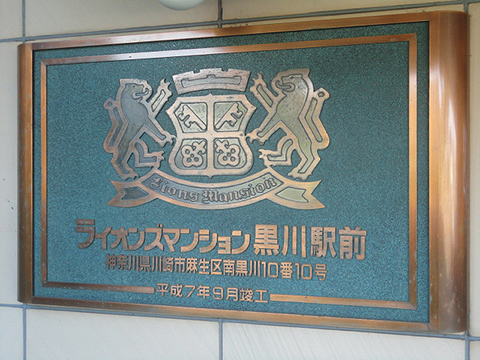 Lions Mansion
ライオンズマンション黒川駅前
神奈川県川崎市麻生区南黒川10番10号
平成7年9月竣工